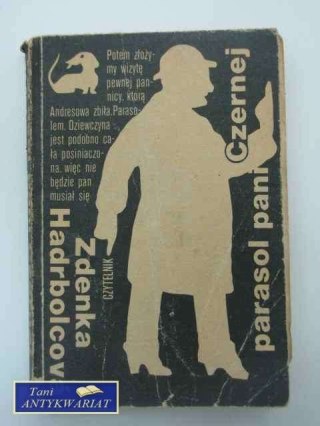 Potem złoży-
my wizytę
pewnej pan-
nicy, którą
Andresowa zbiła. Paraso-
lem. Dziewczyna
jest podobno ca-
ła posiniaczo-
na, więc nie
będzie pan
musiał się
Zdenka
Hadrbolcov
CZYTELNIK
parasol pani
Czernej
Tani
ANTYKWARIAT